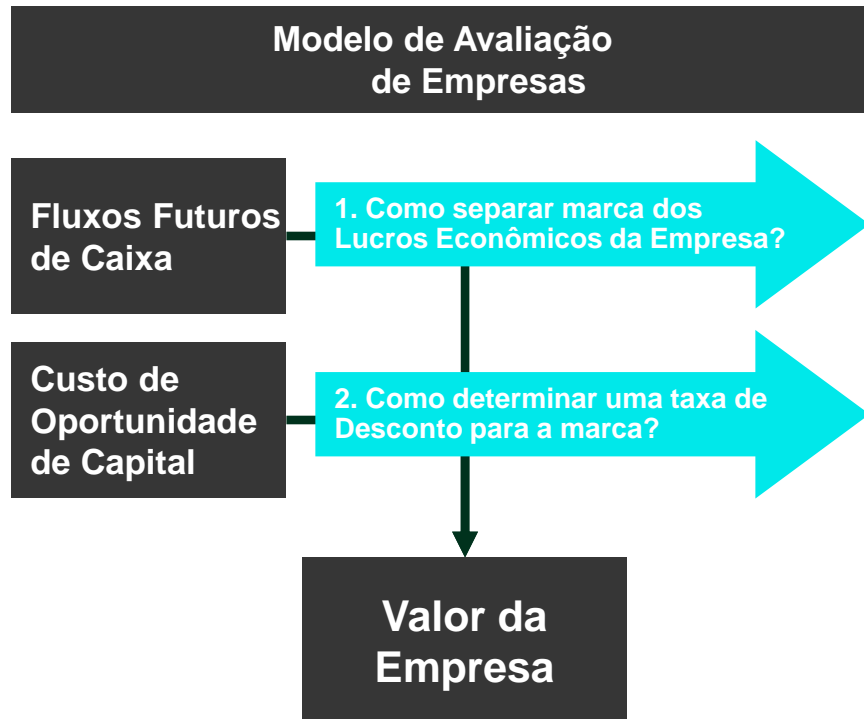 Modelo de Avaliação
de Empresas
Fluxos Futuros
de Caixa
1. Como separar marca dos
Lucros Econômicos da Empresa?
Custo de
Oportunidade
de Capital
2. Como determinar uma taxa de
Desconto para a marca?
Valor da
Empresa